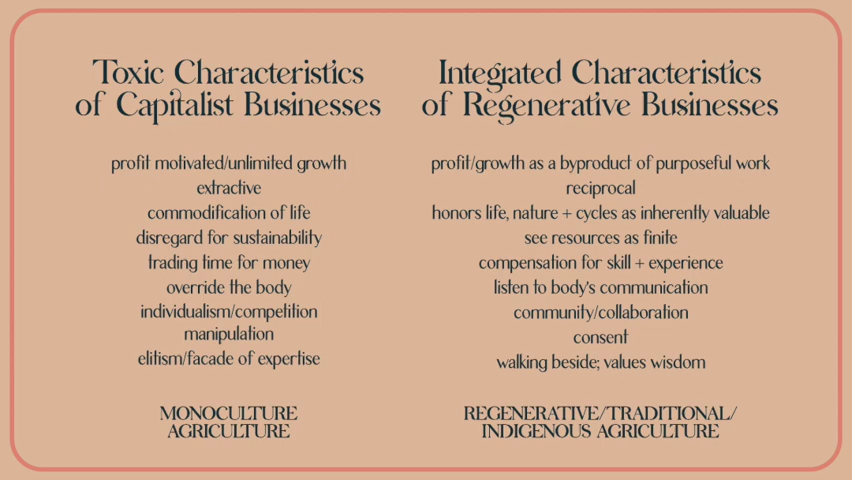 Toxic Characteristics
of Capitalist Businesses
profit motivated/unlimited growth
extractive
commodification of life
disregard for sustainability
trading time for money
override the body
individualism/competition
manipulation
elitism/facade of expertise
MONOCULTURE
AGRICULTURE
Integrated Characteristics
of Regenerative Businesses
profit/growth as a byproduct of purposeful work
reciprocal
honors life, nature + cycles as inherently valuable
see resources as finite
compensation for skill + experience
listen to body's communication
community/collaboration
consent
walking beside; values wisdom
REGENERATIVE/TRADITIONAL/
INDIGENOUS AGRICULTURE